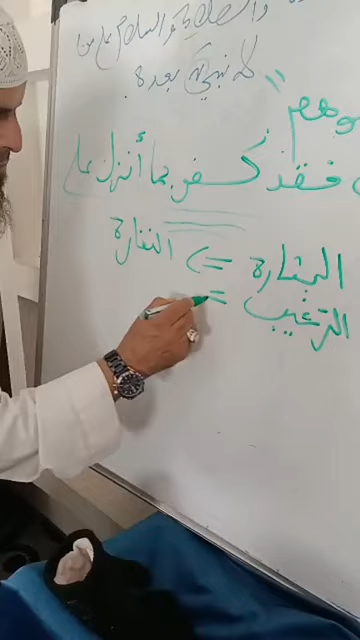 والصلاة والسلام على من
لا نبي بعده
فقد كفر بما أنزل على
البشارة => النذارة
الترغيب =